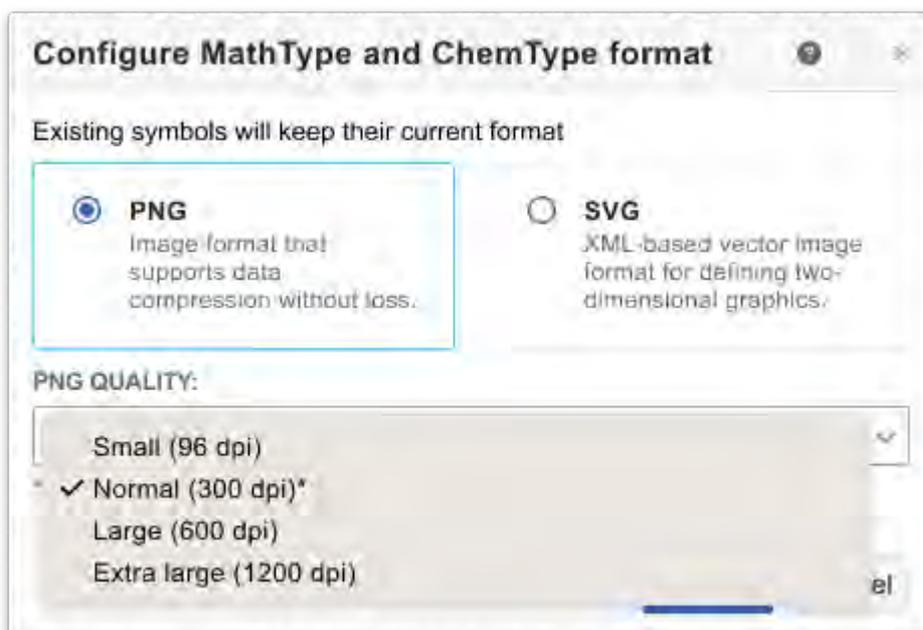 Configure MathType and ChemType format
Existing symbols will keep their current format
PNG
Image format that
supports data
compression without loss.
SVG
XML-based vector image
format for defining two-
dimensional graphics.
PNG QUALITY:
Small (96 dpi)
* ✓ Normal (300 dpi)*
Large (600 dpi)
Extra large (1200 dpi)
el